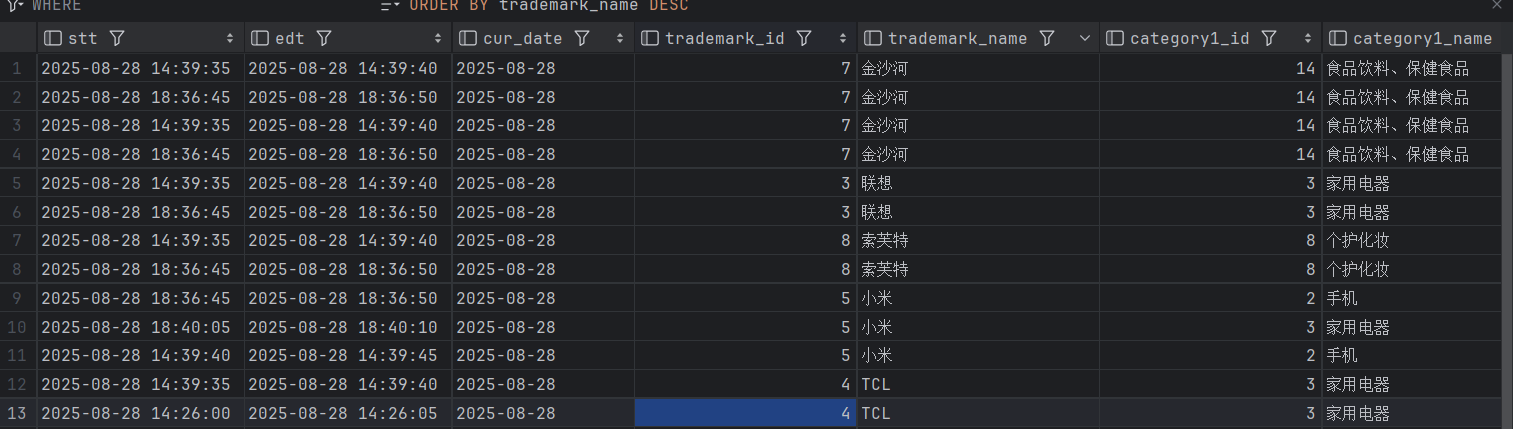 WHERE ORDER BY trademark_name DESC
stt edt cur_date trademark_id trademark_name category1_id category1_name
1 2025-08-28 14:39:35 2025-08-28 14:39:40 2025-08-28 7 金沙河 14 食品饮料、保健食品
2 2025-08-28 18:36:45 2025-08-28 18:36:50 2025-08-28 7 金沙河 14 食品饮料、保健食品
3 2025-08-28 14:39:35 2025-08-28 14:39:40 2025-08-28 7 金沙河 14 食品饮料、保健食品
4 2025-08-28 18:36:45 2025-08-28 18:36:50 2025-08-28 7 金沙河 14 食品饮料、保健食品
5 2025-08-28 14:39:35 2025-08-28 14:39:40 2025-08-28 3 联想 3 家用电器
6 2025-08-28 18:36:45 2025-08-28 18:36:50 2025-08-28 3 联想 3 家用电器
7 2025-08-28 14:39:35 2025-08-28 14:39:40 2025-08-28 8 索芙特 8 个护化妆
8 2025-08-28 18:36:45 2025-08-28 18:36:50 2025-08-28 8 索芙特 8 个护化妆
9 2025-08-28 18:36:45 2025-08-28 18:36:50 2025-08-28 5 小米 2 手机
10 2025-08-28 18:40:05 2025-08-28 18:40:10 2025-08-28 5 小米 3 家用电器
11 2025-08-28 14:39:40 2025-08-28 14:39:45 2025-08-28 5 小米 2 手机
12 2025-08-28 14:39:35 2025-08-28 14:39:40 2025-08-28 4 TCL 3 家用电器
13 2025-08-28 14:26:00 2025-08-28 14:26:05 2025-08-28 4 TCL 3 家用电器